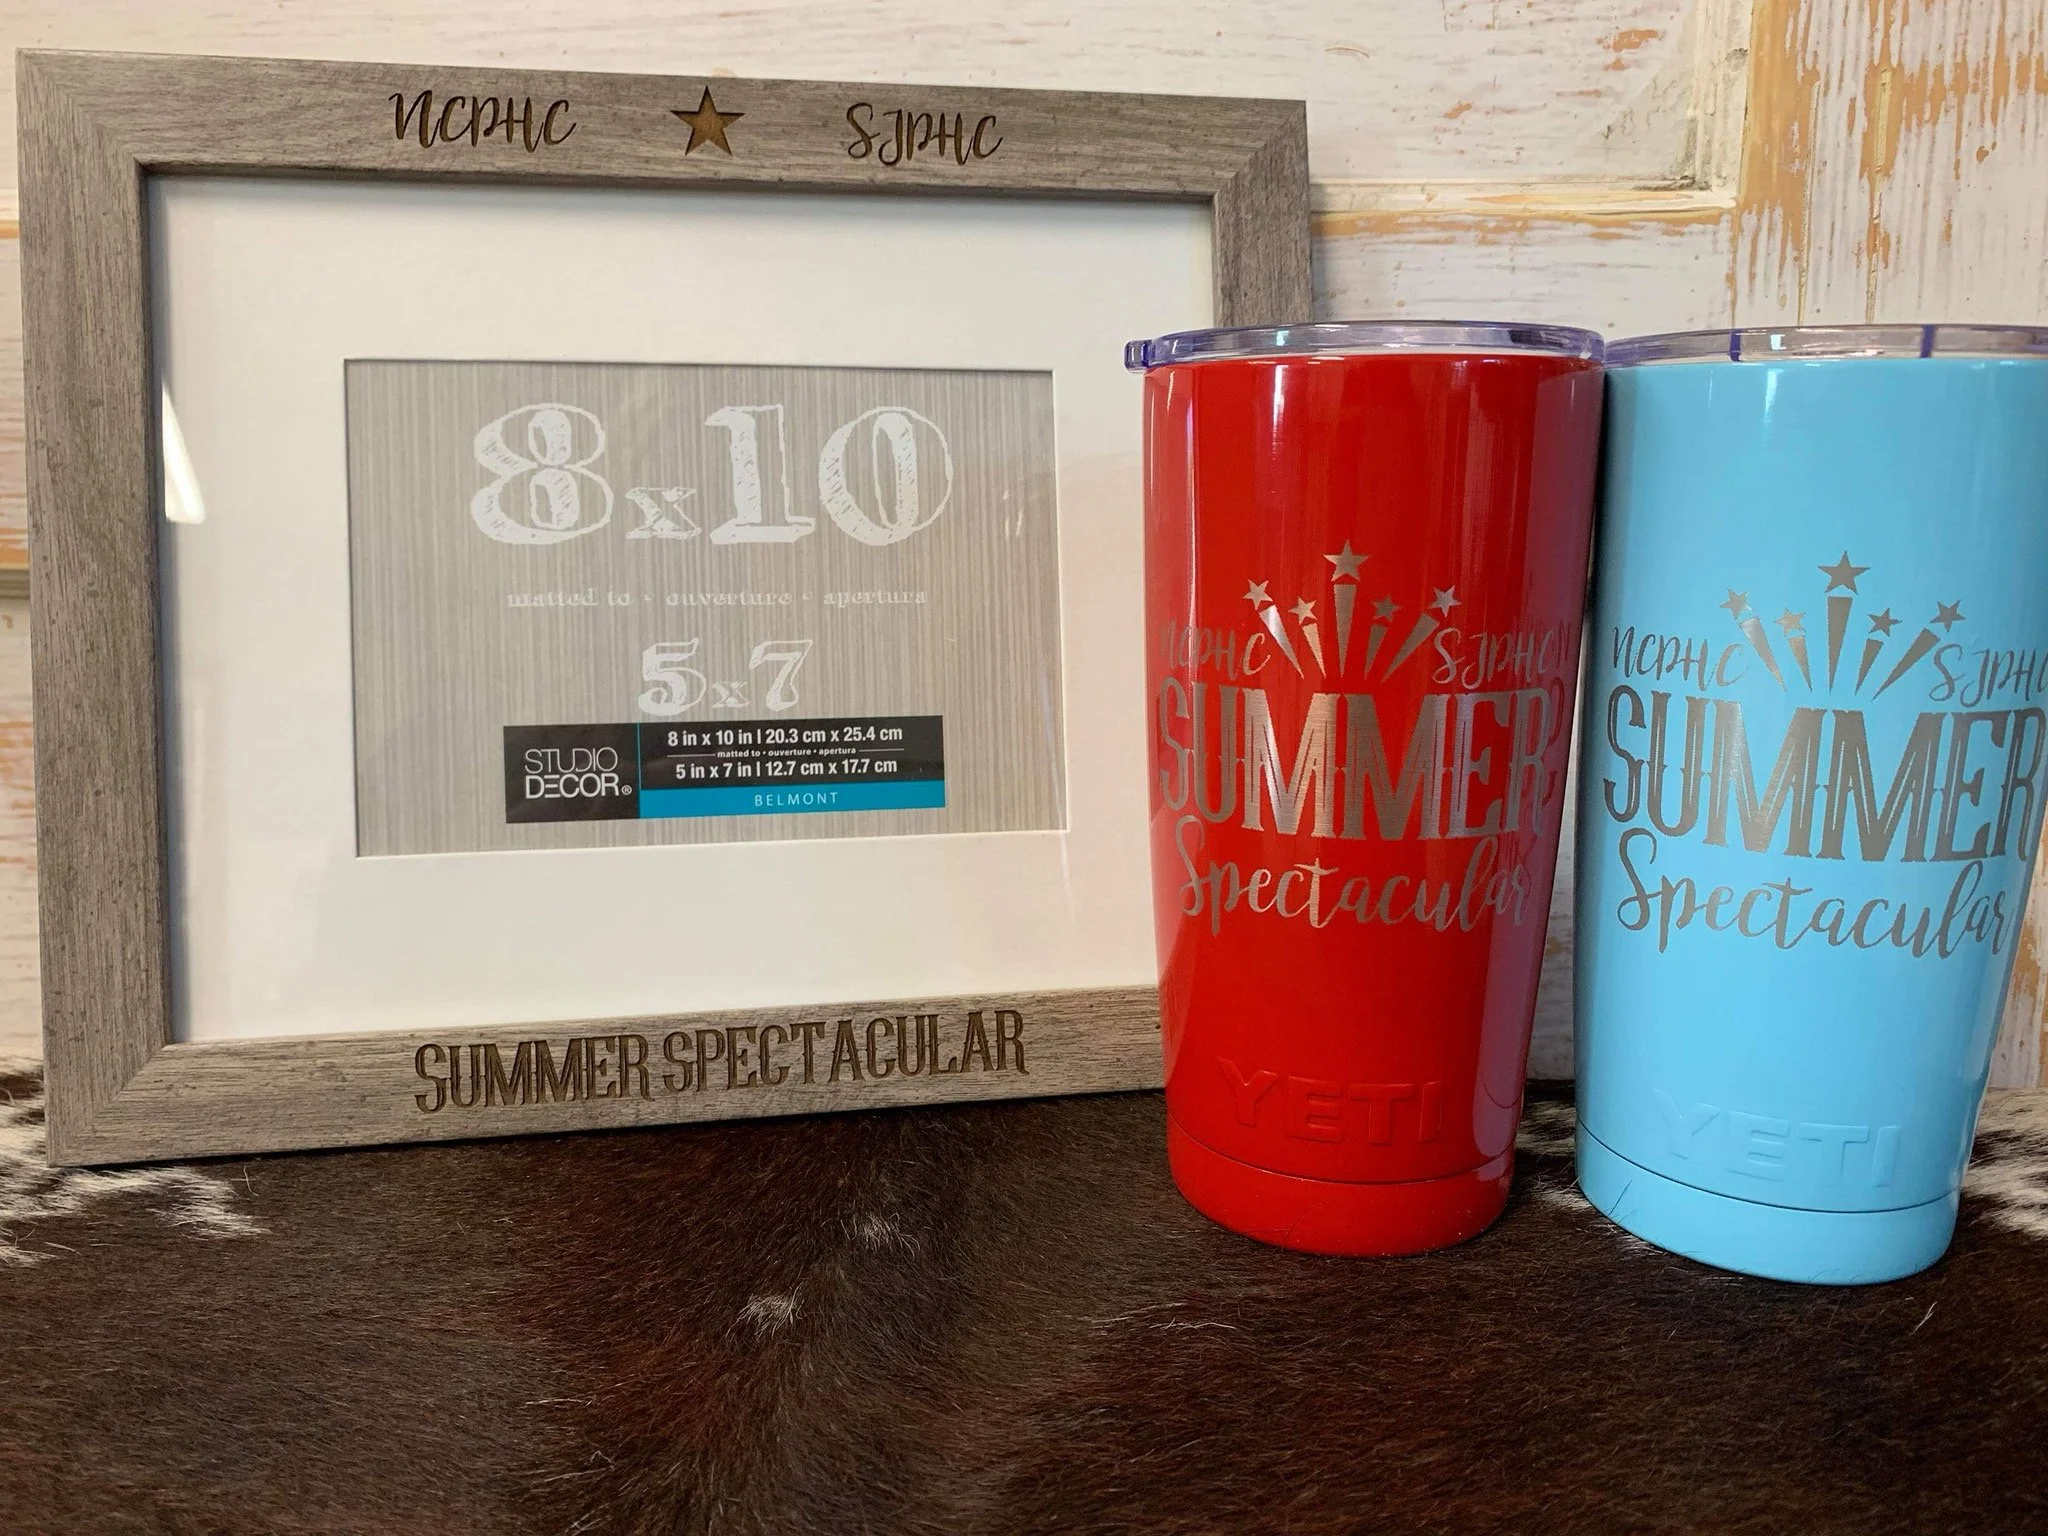 NCPHC ★ SJPHC
8x10
matted to • ouverture • apertura
5x7
STUDIO
DECOR®
8 in x 10 in | 20.3 cm x 25.4 cm
matted to • ouverture • apertura
5 in x 7 in | 12.7 cm x 17.7 cm
BELMONT
SUMMER SPECTACULAR
NCPHC SJPHC
SUMMER
Spectacular
YETI
NCPHC SJPHC
SUMMER
Spectacular
YETI